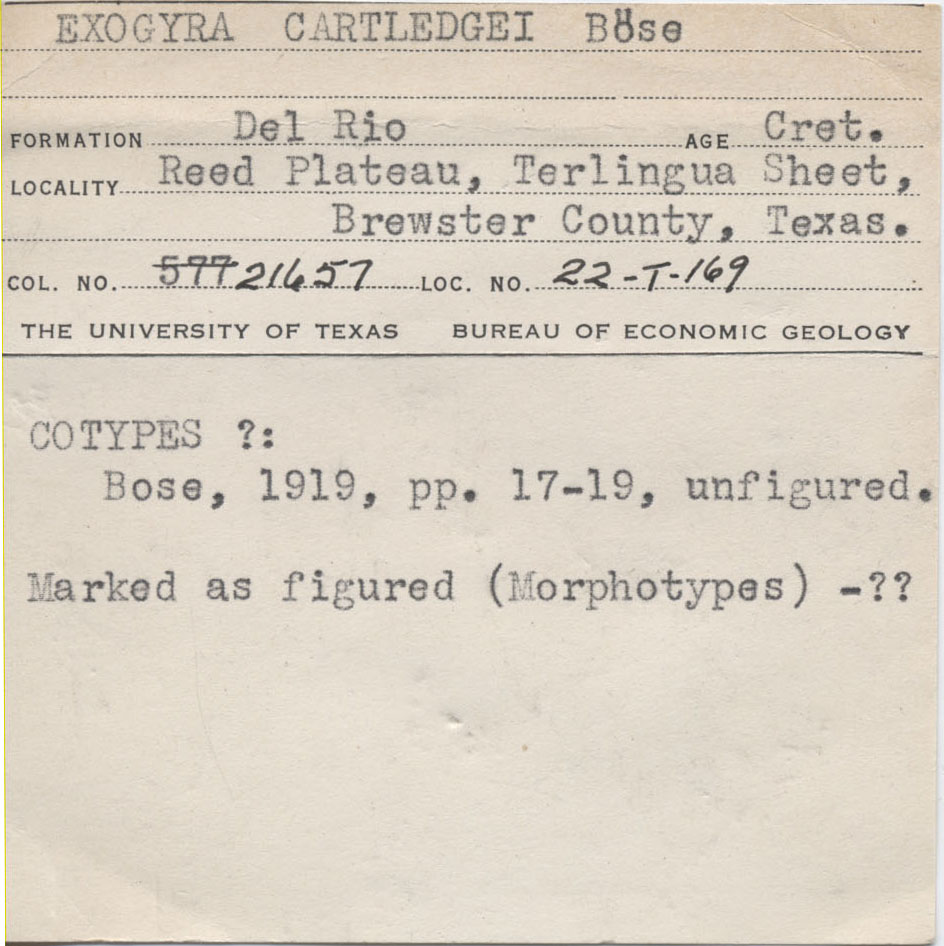 EXOGYRA CARTLEDGEI Böse
FORMATION Del Rio AGE Cret.
LOCALITY Reed Plateau, Terlingua Sheet,
Brewster County, Texas.
COL. NO. 577 21657 LOC. NO. 22-T-169
THE UNIVERSITY OF TEXAS BUREAU OF ECONOMIC GEOLOGY
COTYPES ?:
Bose, 1919, pp. 17-19, unfigured.
Marked as figured (Morphotypes) -??